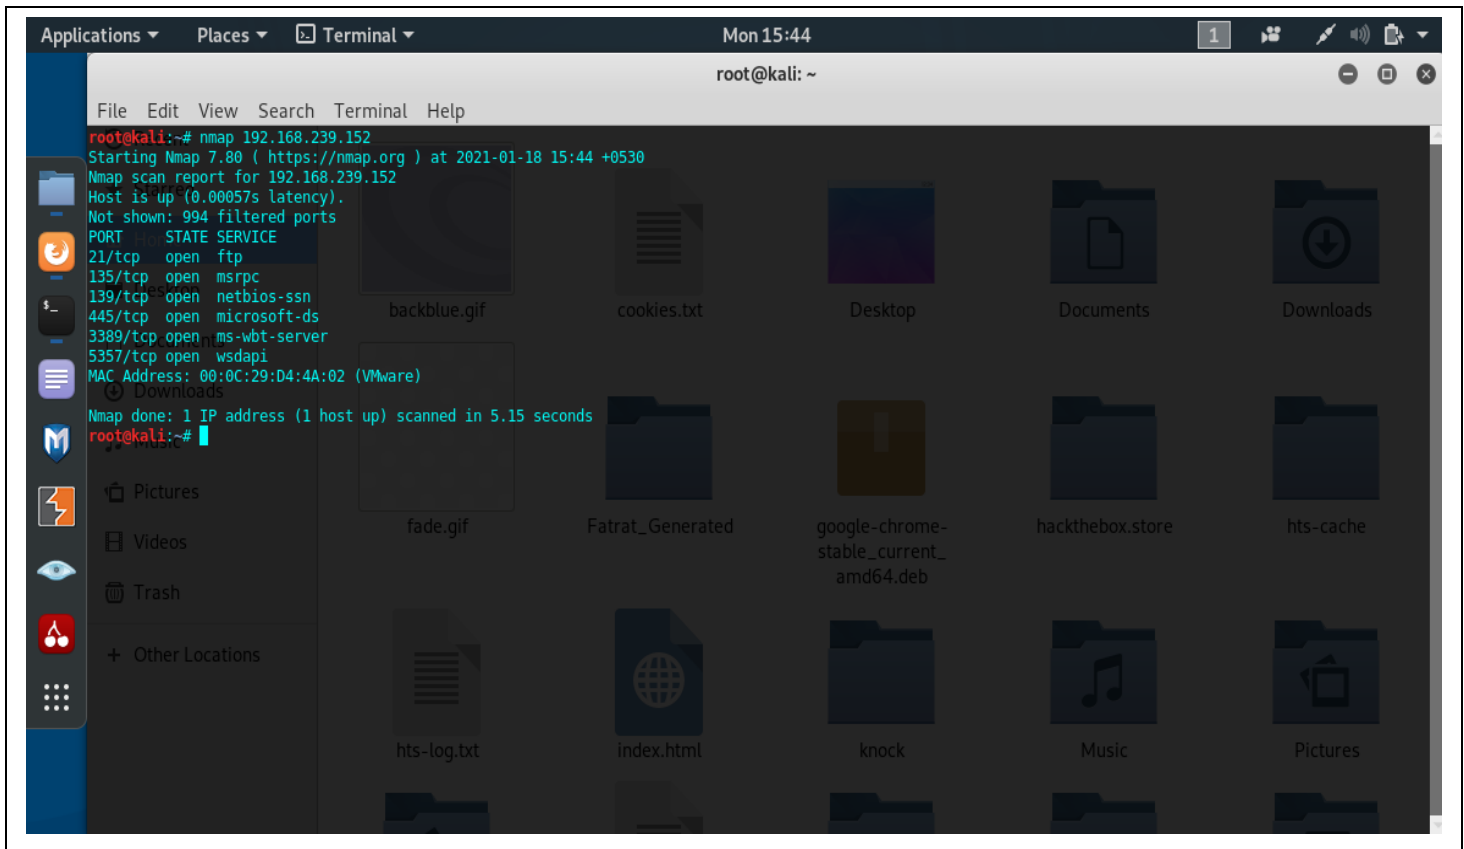 Applications Places Terminal Mon 15:44 1
root@kali: ~
File Edit View Search Terminal Help
root@kali:~# nmap 192.168.239.152
Starting Nmap 7.80 ( https://nmap.org ) at 2021-01-18 15:44 +0530
Nmap scan report for 192.168.239.152
Host is up (0.00057s latency).
Not shown: 994 filtered ports
PORT     STATE SERVICE
21/tcp   open  ftp
135/tcp  open  msrpc
139/tcp  open  netbios-ssn
445/tcp  open  microsoft-ds
3389/tcp open  ms-wbt-server
5357/tcp open  wsdapi
MAC Address: 00:0C:29:D4:4A:02 (VMware)
Nmap done: 1 IP address (1 host up) scanned in 5.15 seconds
root@kali:~#
Starred
Home
Desktop
Documents
Downloads
Music
Pictures
Videos
Trash
+ Other Locations
backblue.gif cookies.txt Desktop Documents Downloads
fade.gif Fatrat_Generated google-chrome- hackthebox.store hts-cache
stable_current_
amd64.deb
hts-log.txt index.html knock Music Pictures